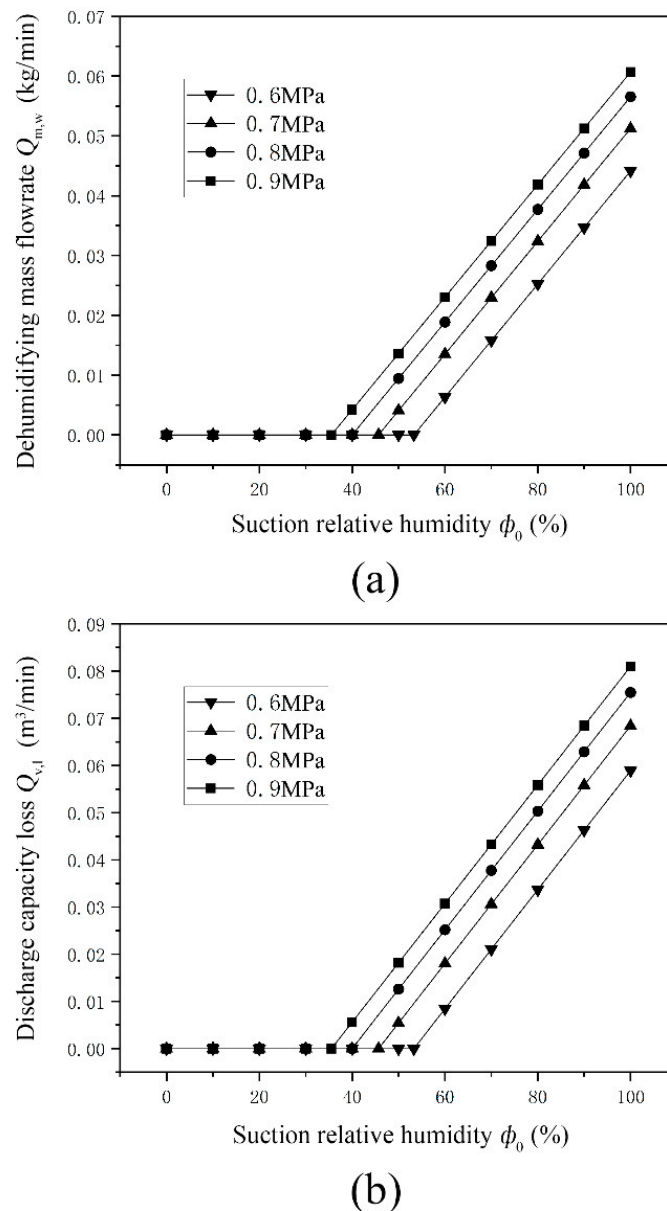 0.07
0.06
0.05
0.04
0.03
0.02
0.01
0.00
Dehumidifying mass flowrate Q_{m,w} (kg/min)
0.6MPa
0.7MPa
0.8MPa
0.9MPa
0 20 40 60 80 100
Suction relative humidity ϕ_0 (%)
(a)
0.09
0.08
0.07
0.06
0.05
0.04
0.03
0.02
0.01
0.00
Discharge capacity loss Q_{v,l} (m³/min)
0.6MPa
0.7MPa
0.8MPa
0.9MPa
0 20 40 60 80 100
Suction relative humidity ϕ_0 (%)
(b)